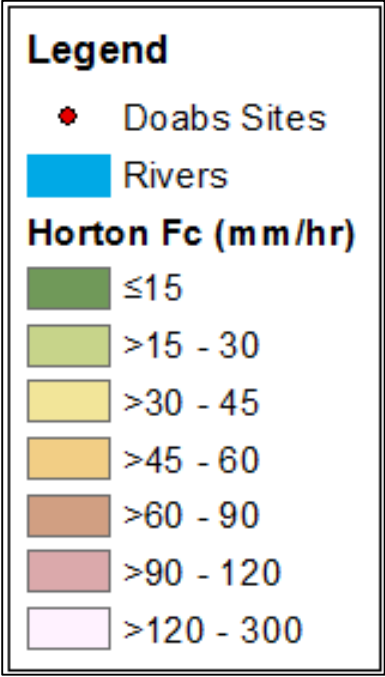 Legend
Doabs Sites
Rivers
Horton Fc (mm/hr)
≤15
>15 - 30
>30 - 45
>45 - 60
>60 - 90
>90 - 120
>120 - 300